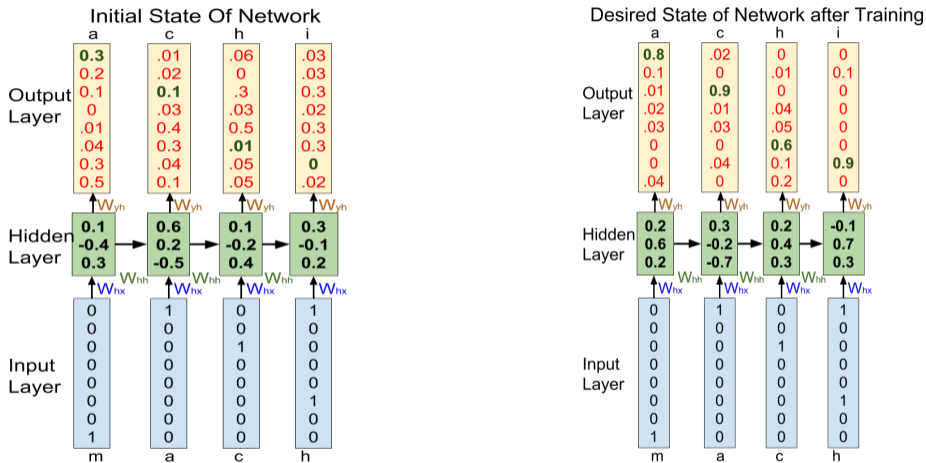 Initial State Of Network
a c h i
0.3 .01 .06 .03
0.2 .02 0 .03
0.1 0.1 .3 0.3
0 .03 .03 .02
.01 0.4 0.5 0.3
.04 0.3 .01 0.3
0.3 .04 .05 0
0.5 0.1 .05 .02
Output
Layer
Wyh Wyh Wyh Wyh
0.1 0.6 0.1 0.3
-0.4 0.2 -0.2 -0.1
0.3 -0.5 0.4 0.2
Hidden
Layer
Whh Whh Whh
Whx Whx Whx Whx
0 1 0 1
0 0 0 0
0 0 1 0
0 0 0 0
0 0 0 0
0 0 0 1
0 0 0 0
1 0 0 0
Input
Layer
m a c h
Desired State of Network after Training
a c h i
0.8 .02 0 0
0.1 0 .01 0.1
.01 0.9 0 0
.02 .01 .04 0
.03 .03 .05 0
0 0 0.6 0
0 .04 0.1 0.9
.04 0 0.2 0
Output
Layer
Wyh Wyh Wyh Wyh
0.2 0.3 0.2 -0.1
0.6 -0.2 0.4 0.7
0.2 -0.7 0.3 0.3
Hidden
Layer
Whh Whh Whh
Whx Whx Whx Whx
0 1 0 1
0 0 0 0
0 0 1 0
0 0 0 0
0 0 0 0
0 0 0 1
0 0 0 0
1 0 0 0
Input
Layer
m a c h